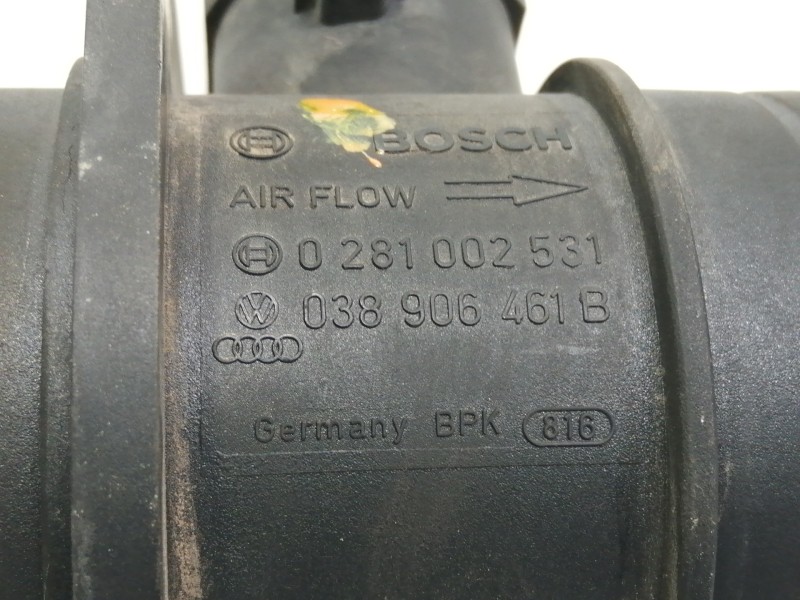 BOSCH
AIR FLOW
0 281 002 531
038 906 461 B
Germany BPK 816